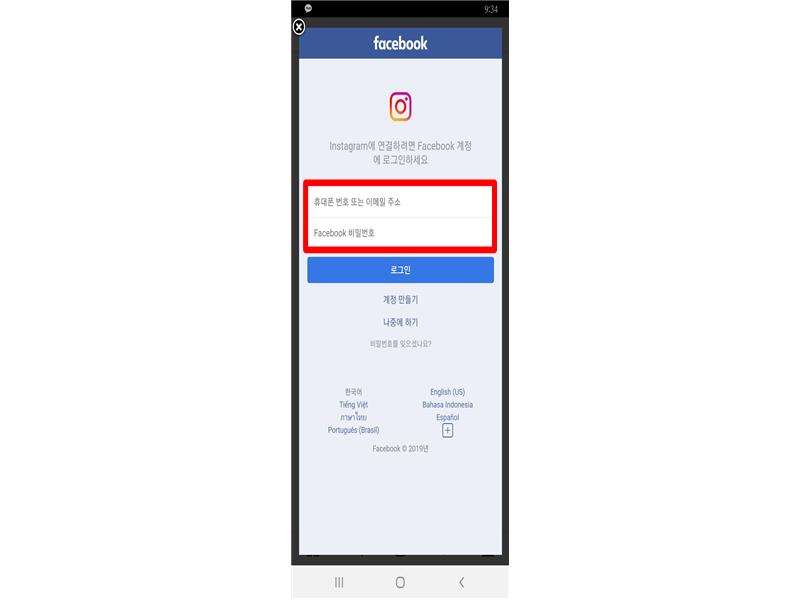 9:34
facebook
Instagram에 연결하려면 Facebook 계정
에 로그인하세요
휴대폰 번호 또는 이메일 주소
Facebook 비밀번호
로그인
계정 만들기
나중에 하기
비밀번호를 잊으셨나요?
한국어
English (US)
Tiếng Việt
Bahasa Indonesia
ภาษาไทย
Español
Português (Brasil)
Facebook © 2019년